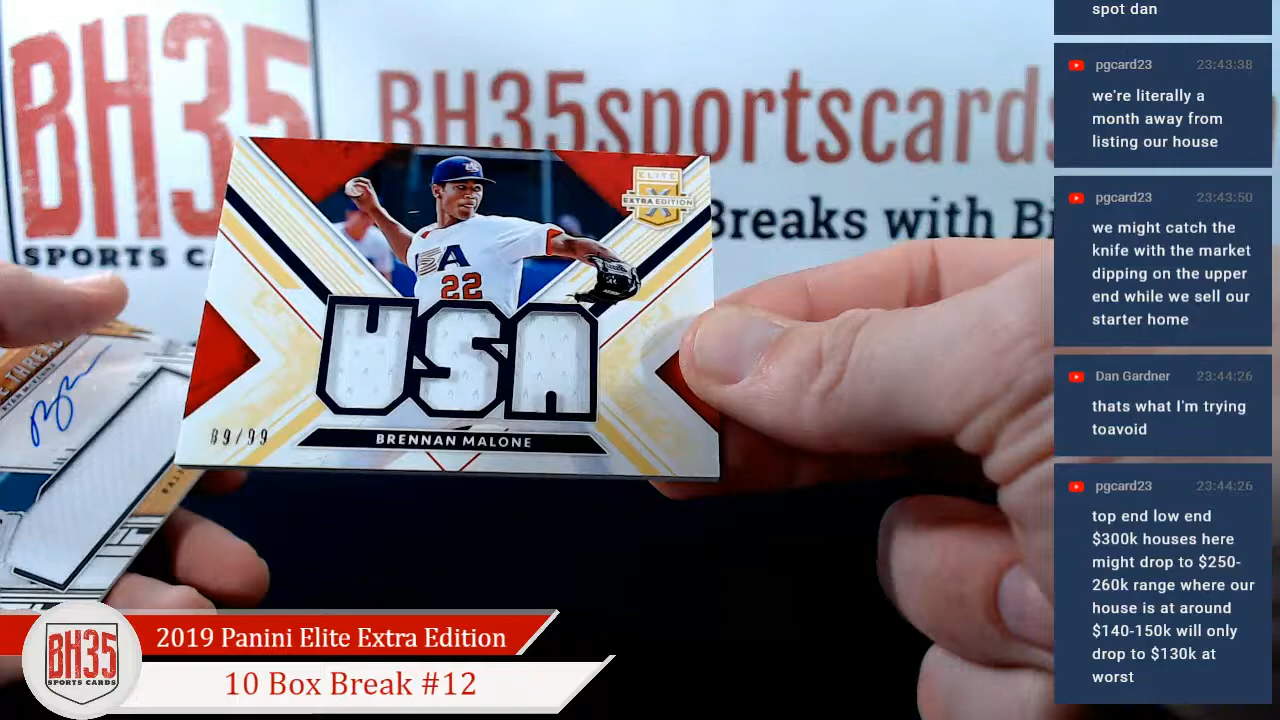 BH35
SPORTS C
BH35sportscards
Breaks with B
ELITE
EXTRA EDITION
X
USA
22
USA
89/99
BRENNAN MALONE
BH35
SPORTS CARDS
2019 Panini Elite Extra Edition
10 Box Break #12
spot dan
pgcard23 23:43:38
we're literally a
month away from
listing our house
pgcard23 23:43:50
we might catch the
knife with the market
dipping on the upper
end while we sell our
starter home
Dan Gardner 23:44:26
thats what I'm trying
toavoid
pgcard23 23:44:26
top end low end
$300k houses here
might drop to $250-
260k range where our
house is at around
$140-150k will only
drop to $130k at
worst